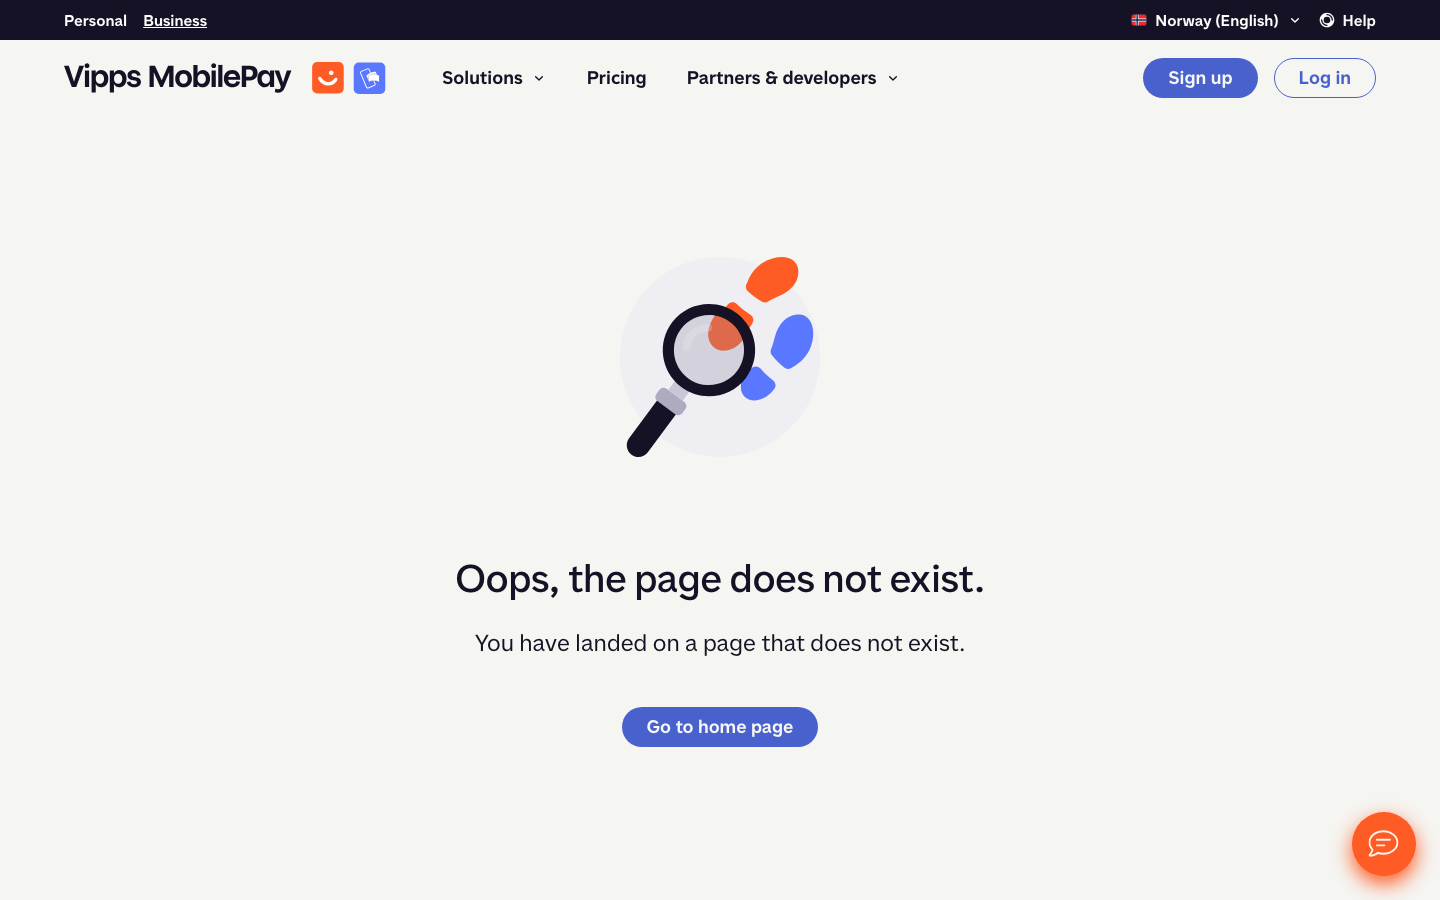 Personal Business Norway (English) Help
Vipps MobilePay Solutions Pricing Partners & developers Sign up Log in
Oops, the page does not exist.
You have landed on a page that does not exist.
Go to home page